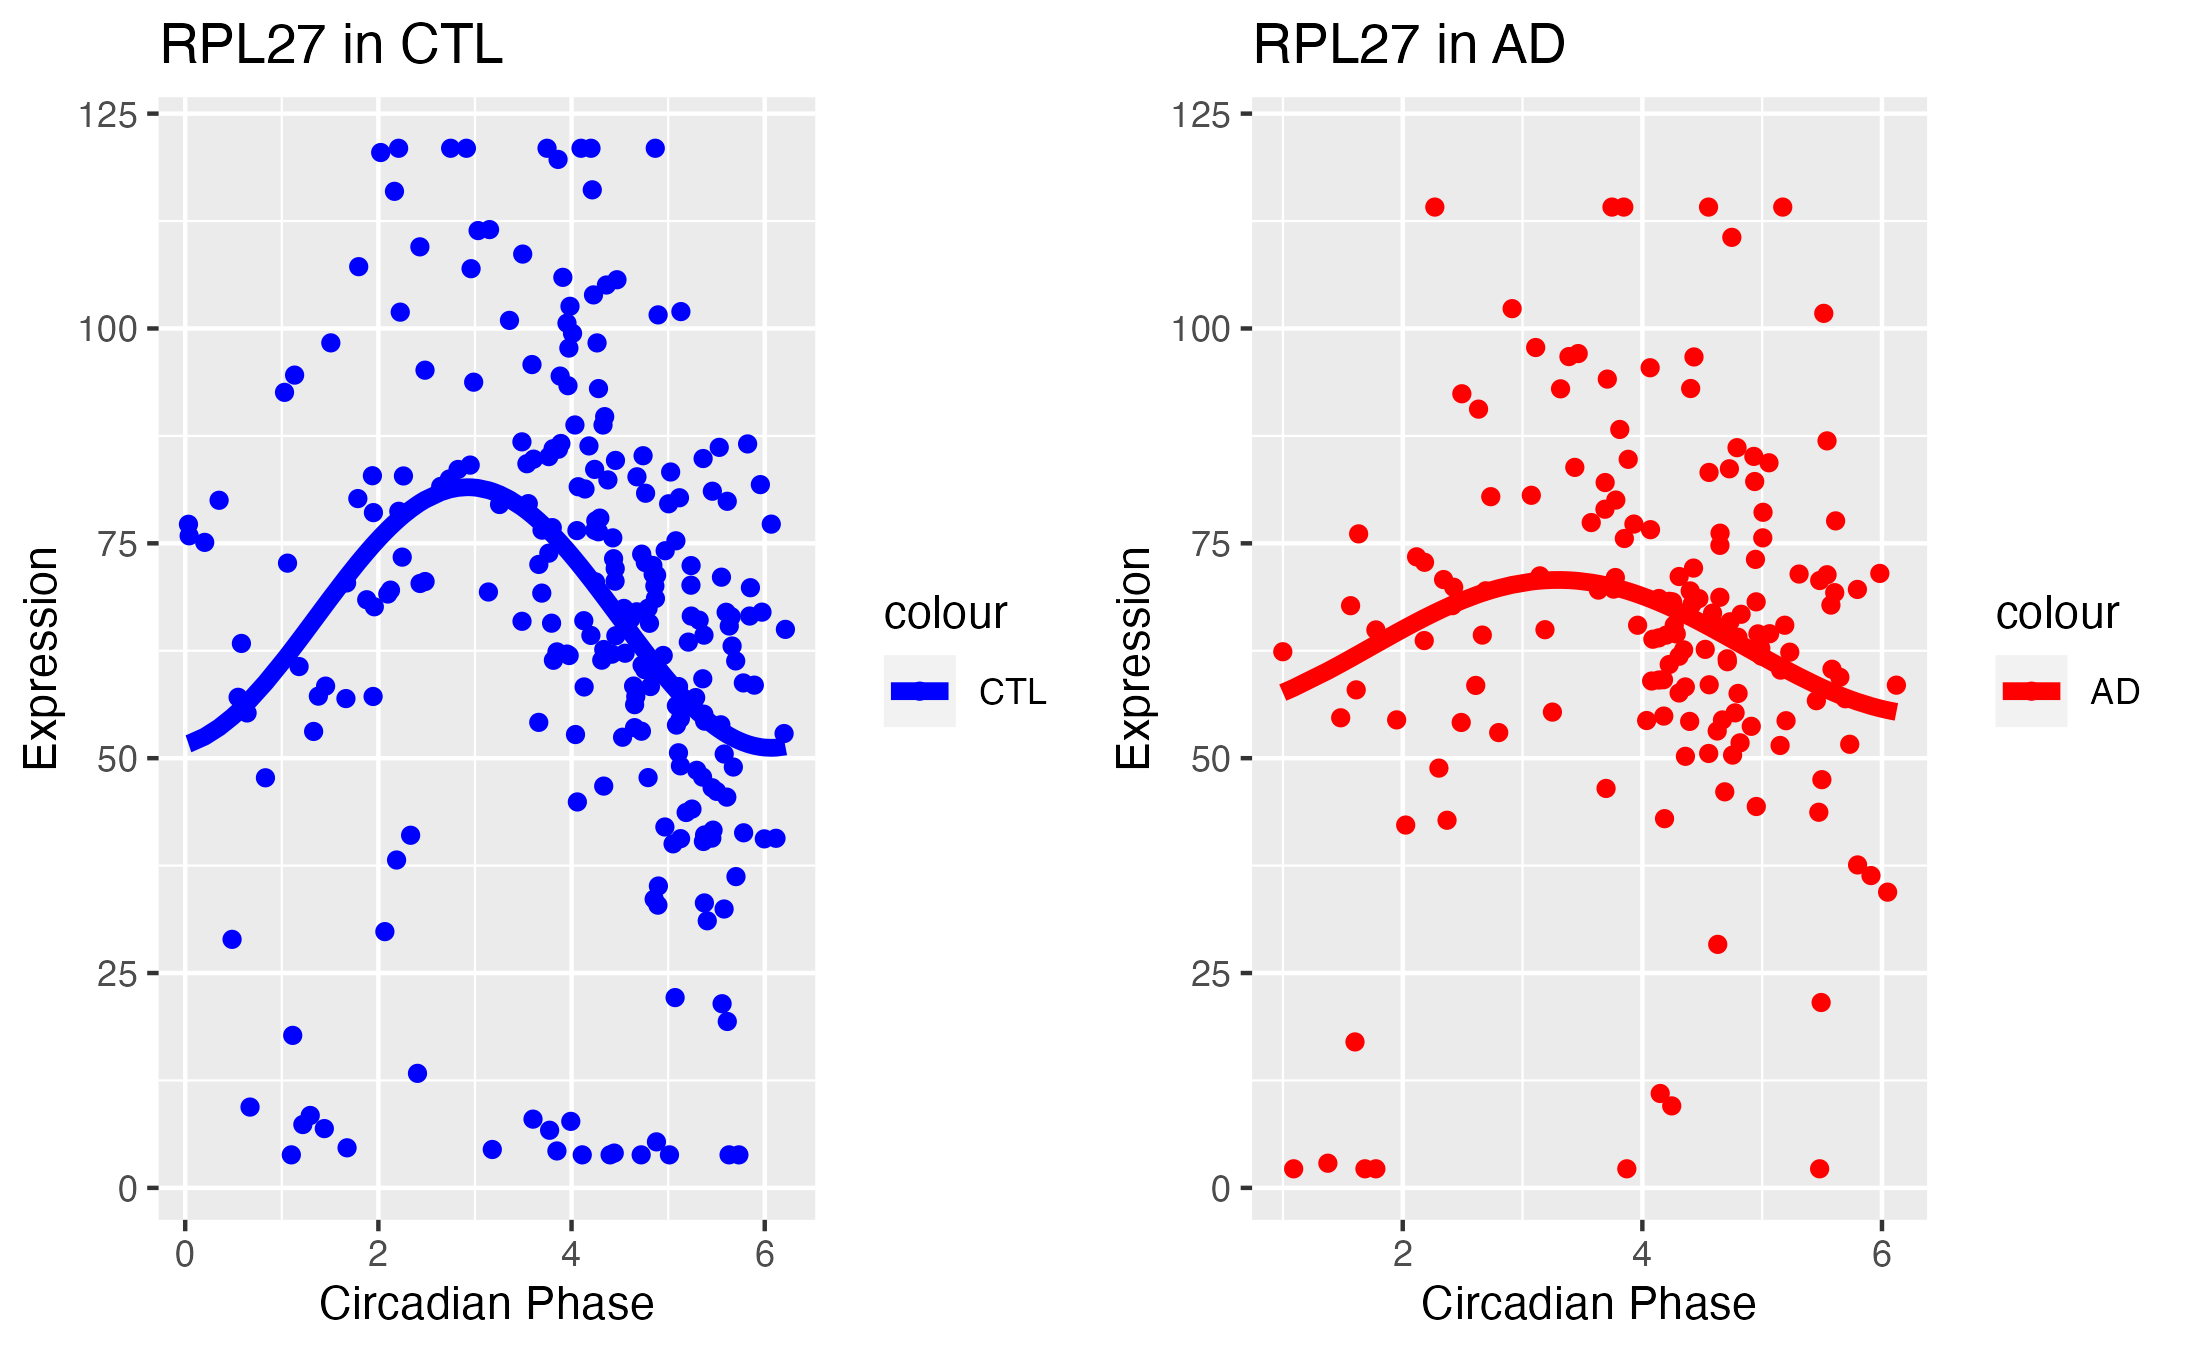 RPL27 in CTL
125
100
75
50
25
0
Expression
0 2 4 6
Circadian Phase
colour
CTL
RPL27 in AD
125
100
75
50
25
0
Expression
2 4 6
Circadian Phase
colour
AD